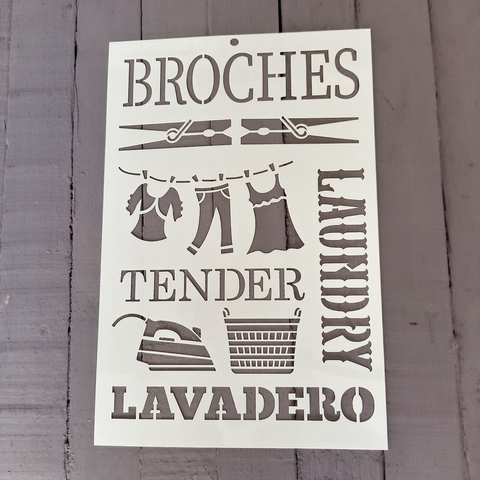 BROCHES
LAUNDRY
TENDER
LAVADERO